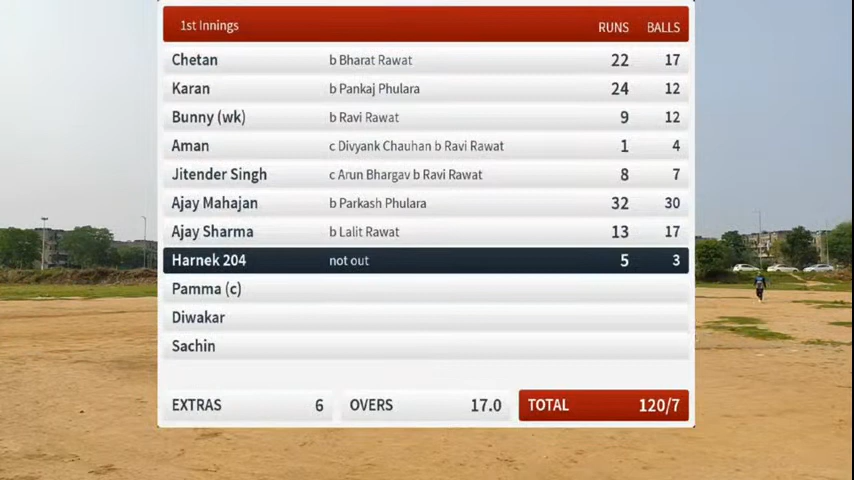 1st Innings RUNS BALLS
Chetan b Bharat Rawat 22 17
Karan b Pankaj Phulara 24 12
Bunny (wk) b Ravi Rawat 9 12
Aman c Divyank Chauhan b Ravi Rawat 1 4
Jitender Singh c Arun Bhargav b Ravi Rawat 8 7
Ajay Mahajan b Parkash Phulara 32 30
Ajay Sharma b Lalit Rawat 13 17
Harnek 204 not out 5 3
Pamma (c)
Diwakar
Sachin
EXTRAS 6 OVERS 17.0 TOTAL 120/7